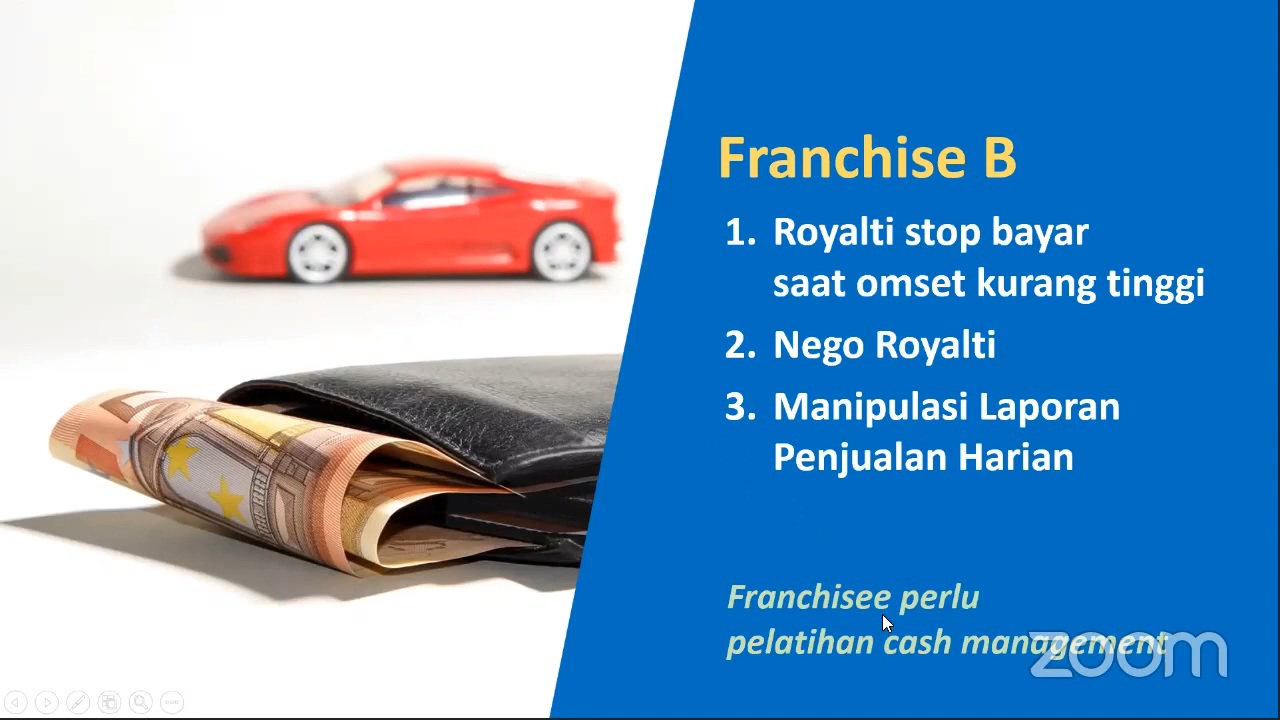 Franchise B
1. Royalti stop bayar
saat omset kurang tinggi
2. Nego Royalti
3. Manipulasi Laporan
Penjualan Harian
Franchisee perlu
pelatihan cash management
zoom